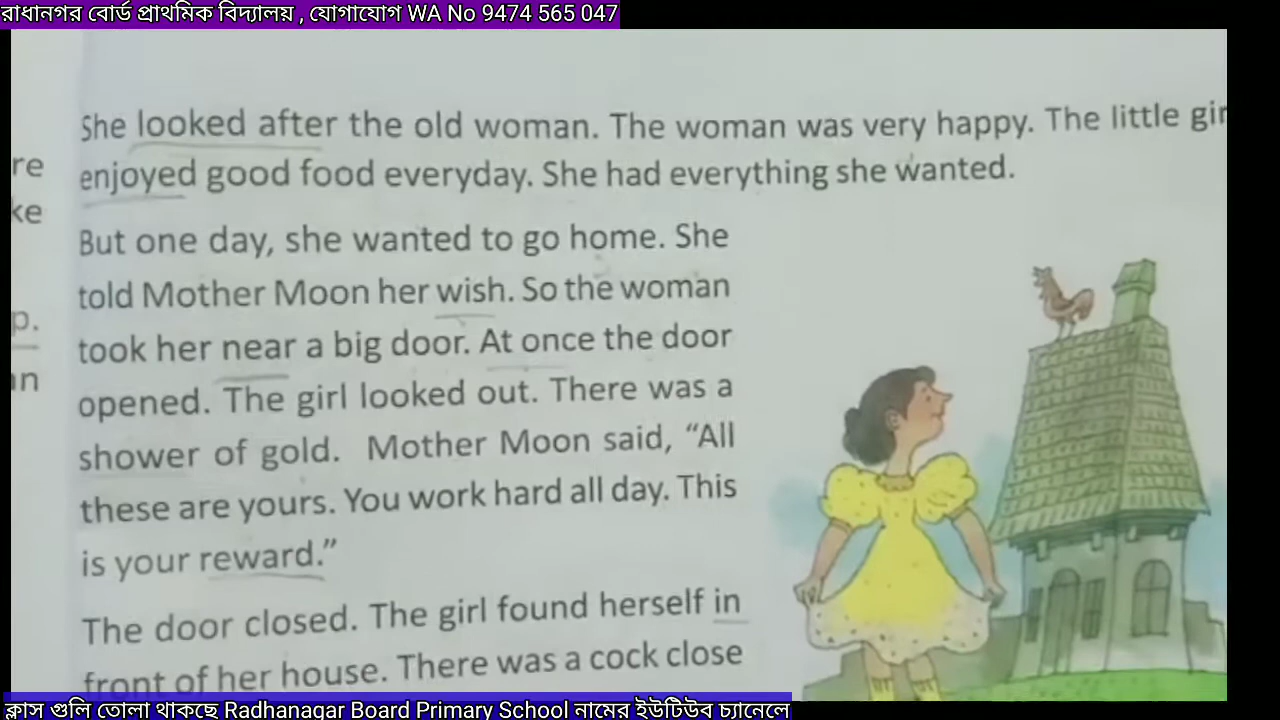 রাধানগর বোর্ড প্রাথমিক বিদ্যালয় , যোগাযোগ WA No 9474 565 047
She looked after the old woman. The woman was very happy. The little gir
re
enjoyed good food everyday. She had everything she wanted.
ke
But one day, she wanted to go home. She
told Mother Moon her wish. So the woman
p.
took her near a big door. At once the door
an
opened. The girl looked out. There was a
shower of gold. Mother Moon said, “All
these are yours. You work hard all day. This
is your reward.”
The door closed. The girl found herself in
front of her house. There was a cock close
ক্লাস গুলি তোলা থাকছে Radhanagar Board Primary School নামের ইউটিউব চ্যানেলে